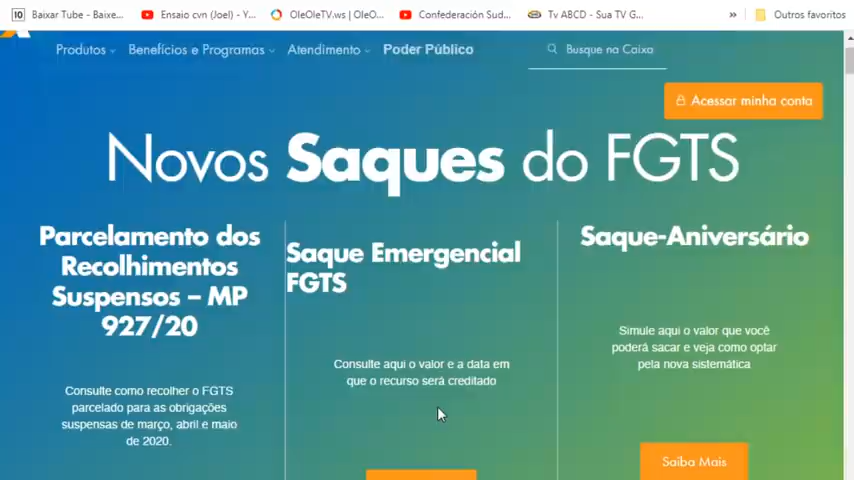 Baixar Tube - Baixe...
Ensaio cvn (Joel) - Y...
OleOleTV.ws | OleO...
Confederación Sud...
Tv ABCD - Sua TV G...
»
Outros favoritos
Produtos
Benefícios e Programas
Atendimento
Poder Público
Busque na Caixa
Acessar minha conta
Novos Saques do FGTS
Parcelamento dos
Recolhimentos
Suspensos – MP
927/20
Consulte como recolher o FGTS
parcelado para as obrigações
suspensas de março, abril e maio
de 2020.
Saque Emergencial
FGTS
Consulte aqui o valor e a data em
que o recurso será creditado
Saque-Aniversário
Simule aqui o valor que você
poderá sacar e veja como optar
pela nova sistemática
Saiba Mais